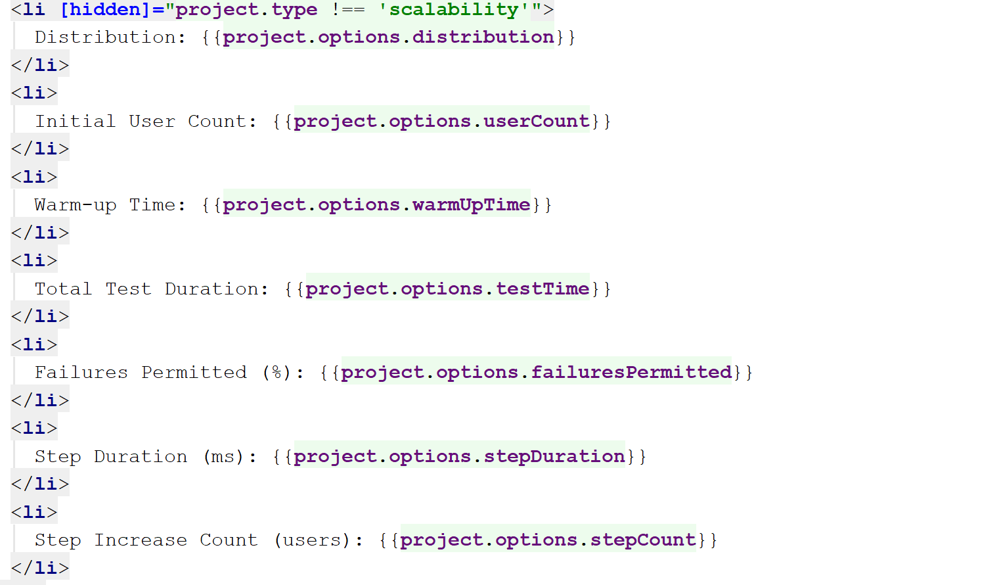 <li [hidden]="project.type !== 'scalability'">
  Distribution: {{project.options.distribution}}
</li>
<li>
  Initial User Count: {{project.options.userCount}}
</li>
<li>
  Warm-up Time: {{project.options.warmUpTime}}
</li>
<li>
  Total Test Duration: {{project.options.testTime}}
</li>
<li>
  Failures Permitted (%): {{project.options.failuresPermitted}}
</li>
<li>
  Step Duration (ms): {{project.options.stepDuration}}
</li>
<li>
  Step Increase Count (users): {{project.options.stepCount}}
</li>